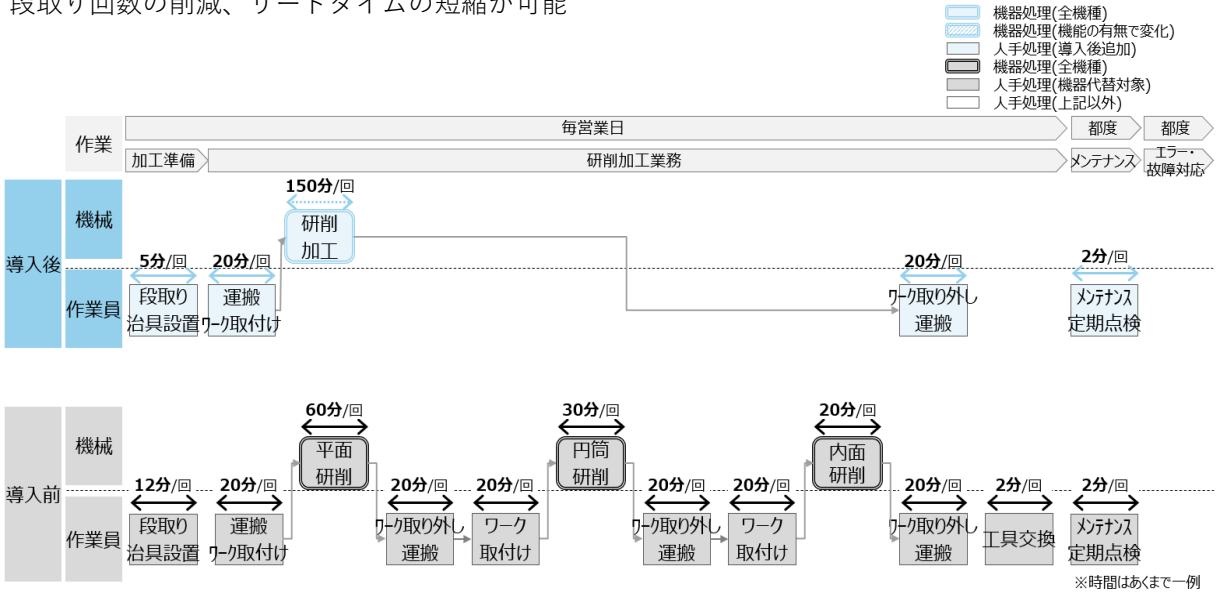 段取り回数の削減、リードタイムの短縮が可能
機器処理(全機種)
機器処理(機能の有無で変化)
人手処理(導入後追加)
機器処理(全機種)
人手処理(機器代替対象)
人手処理(上記以外)
作業
毎営業日
都度
都度
加工準備
研削加工業務
メンテナンス
エラー・
故障対応
導入後
機械
150分/回
研削
加工
作業員
5分/回
20分/回
20分/回
2分/回
段取り
治具設置
運搬
ワーク取付け
ワーク取り外し
運搬
メンテナンス
定期点検
導入前
機械
60分/回
30分/回
20分/回
平面
研削
円筒
研削
内面
研削
作業員
12分/回
20分/回
20分/回
20分/回
20分/回
20分/回
20分/回
2分/回
2分/回
段取り
治具設置
運搬
ワーク取付け
ワーク取り外し
運搬
ワーク
取付け
ワーク取り外し
運搬
ワーク
取付け
ワーク取り外し
運搬
工具交換
メンテナンス
定期点検
※時間はあくまで一例